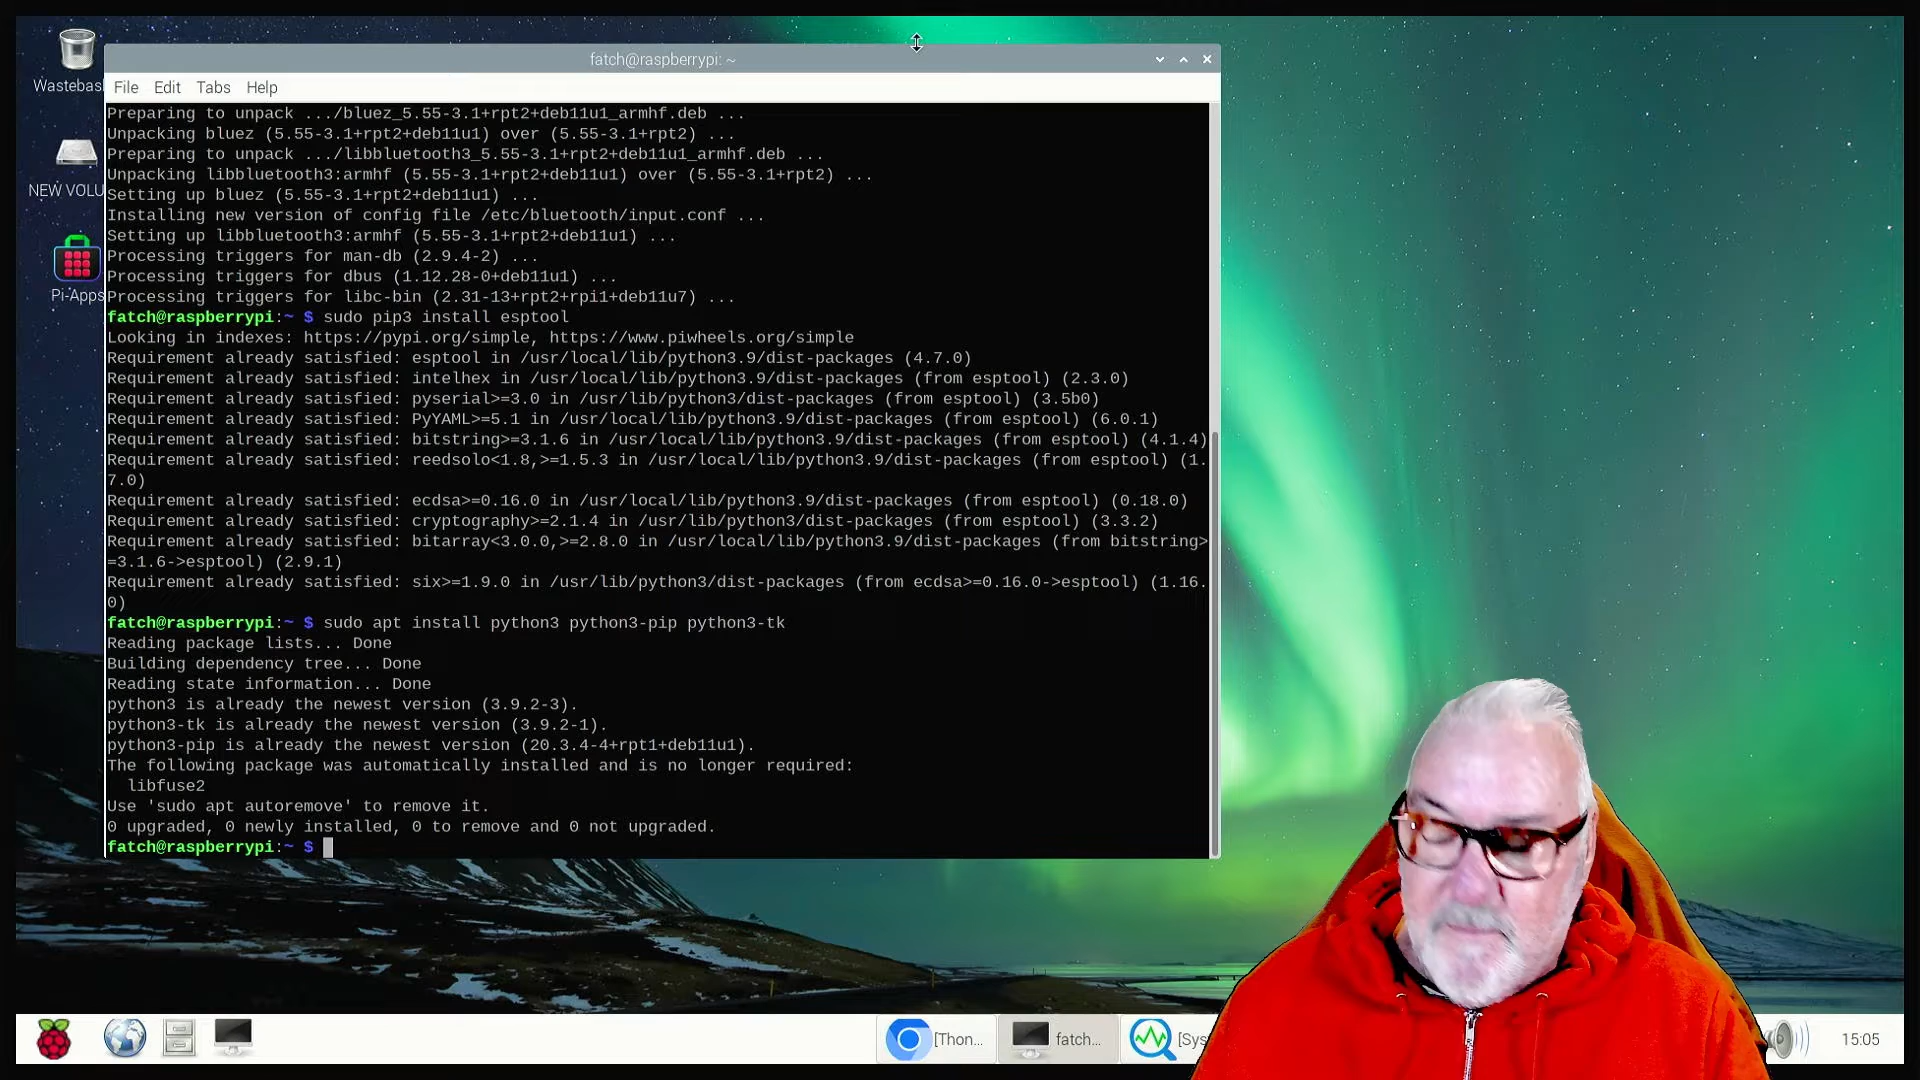 fatch@raspberrypi: ~
File Edit Tabs Help
Preparing to unpack .../bluez_5.55-3.1+rpt2+deb11u1_armhf.deb ...
Unpacking bluez (5.55-3.1+rpt2+deb11u1) over (5.55-3.1+rpt2) ...
Preparing to unpack .../libbluetooth3_5.55-3.1+rpt2+deb11u1_armhf.deb ...
Unpacking libbluetooth3:armhf (5.55-3.1+rpt2+deb11u1) over (5.55-3.1+rpt2) ...
Setting up bluez (5.55-3.1+rpt2+deb11u1) ...
Installing new version of config file /etc/bluetooth/input.conf ...
Setting up libbluetooth3:armhf (5.55-3.1+rpt2+deb11u1) ...
Processing triggers for man-db (2.9.4-2) ...
Processing triggers for dbus (1.12.28-0+deb11u1) ...
Processing triggers for libc-bin (2.31-13+rpt2+rpi1+deb11u7) ...
fatch@raspberrypi:~ $ sudo pip3 install esptool
Looking in indexes: https://pypi.org/simple, https://www.piwheels.org/simple
Requirement already satisfied: esptool in /usr/local/lib/python3.9/dist-packages (4.7.0)
Requirement already satisfied: intelhex in /usr/local/lib/python3.9/dist-packages (from esptool) (2.3.0)
Requirement already satisfied: pyserial>=3.0 in /usr/lib/python3/dist-packages (from esptool) (3.5b0)
Requirement already satisfied: PyYAML>=5.1 in /usr/local/lib/python3.9/dist-packages (from esptool) (6.0.1)
Requirement already satisfied: bitstring>=3.1.6 in /usr/local/lib/python3.9/dist-packages (from esptool) (4.1.4)
Requirement already satisfied: reedsolo<1.8,>=1.5.3 in /usr/local/lib/python3.9/dist-packages (from esptool) (1.
7.0)
Requirement already satisfied: ecdsa>=0.16.0 in /usr/local/lib/python3.9/dist-packages (from esptool) (0.18.0)
Requirement already satisfied: cryptography>=2.1.4 in /usr/lib/python3/dist-packages (from esptool) (3.3.2)
Requirement already satisfied: bitarray<3.0.0,>=2.8.0 in /usr/local/lib/python3.9/dist-packages (from bitstring>
=3.1.6->esptool) (2.9.1)
Requirement already satisfied: six>=1.9.0 in /usr/lib/python3/dist-packages (from ecdsa>=0.16.0->esptool) (1.16.
0)
fatch@raspberrypi:~ $ sudo apt install python3 python3-pip python3-tk
Reading package lists... Done
Building dependency tree... Done
Reading state information... Done
python3 is already the newest version (3.9.2-3).
python3-tk is already the newest version (3.9.2-1).
python3-pip is already the newest version (20.3.4-4+rpt1+deb11u1).
The following package was automatically installed and is no longer required:
  libfuse2
Use 'sudo apt autoremove' to remove it.
0 upgraded, 0 newly installed, 0 to remove and 0 not upgraded.
fatch@raspberrypi:~ $
Wastebas
NEW VOLU
Pi-Apps
[Thon...
fatch...
[Sys
15:05